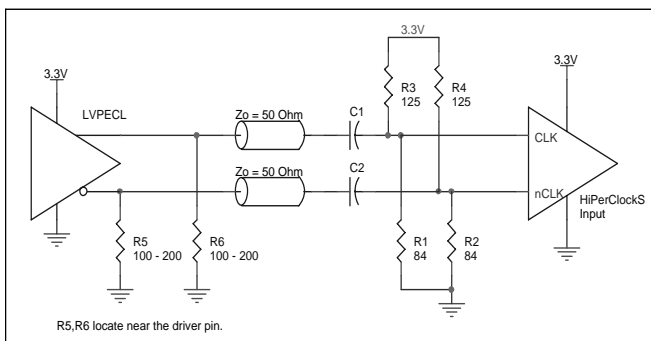 3.3V
3.3V
R3
125
R4
125
3.3V
LVPECL
Zo = 50 Ohm
C1
CLK
Zo = 50 Ohm
C2
nCLK
HiPerClockS
Input
R5
100 - 200
R6
100 - 200
R1
84
R2
84
R5,R6 locate near the driver pin.